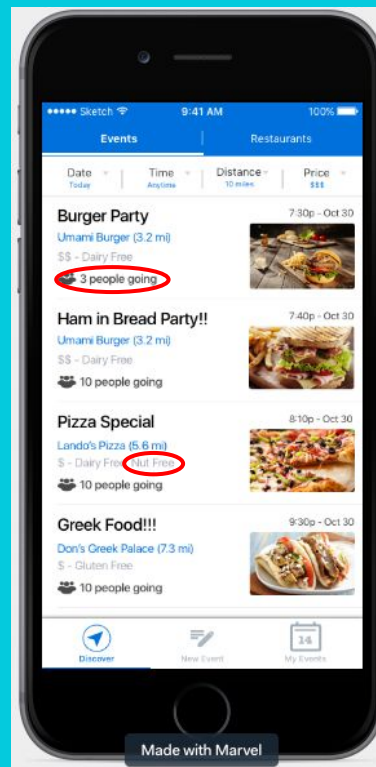 ●●●●● Sketch 9:41 AM 100%
Events Restaurants
Date Time Distance Price
Today Anytime 10 miles $$$
Burger Party 7:30p - Oct 30
Umami Burger (3.2 mi)
$$ - Dairy Free
3 people going
Ham in Bread Party!! 7:40p - Oct 30
Umami Burger (3.2 mi)
$$ - Dairy Free
10 people going
Pizza Special 8:10p - Oct 30
Lando's Pizza (5.6 mi)
$ - Dairy Free Nut Free
10 people going
Greek Food!!! 9:30p - Oct 30
Don's Greek Palace (7.3 mi)
$ - Gluten Free
10 people going
14
Discover New Event My Events
Made with Marvel